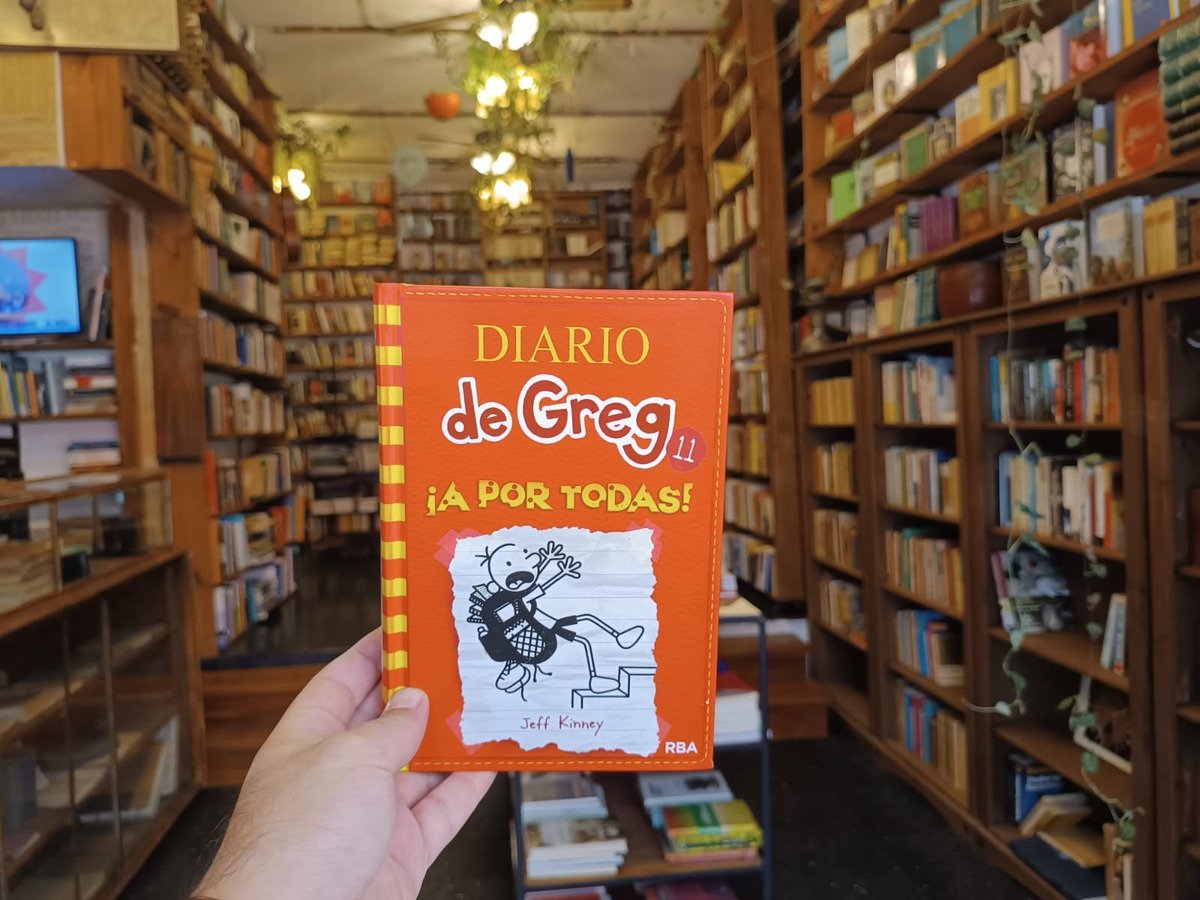 DIARIO
de Greg
11
¡A POR TODAS!
Jeff Kinney
RBA